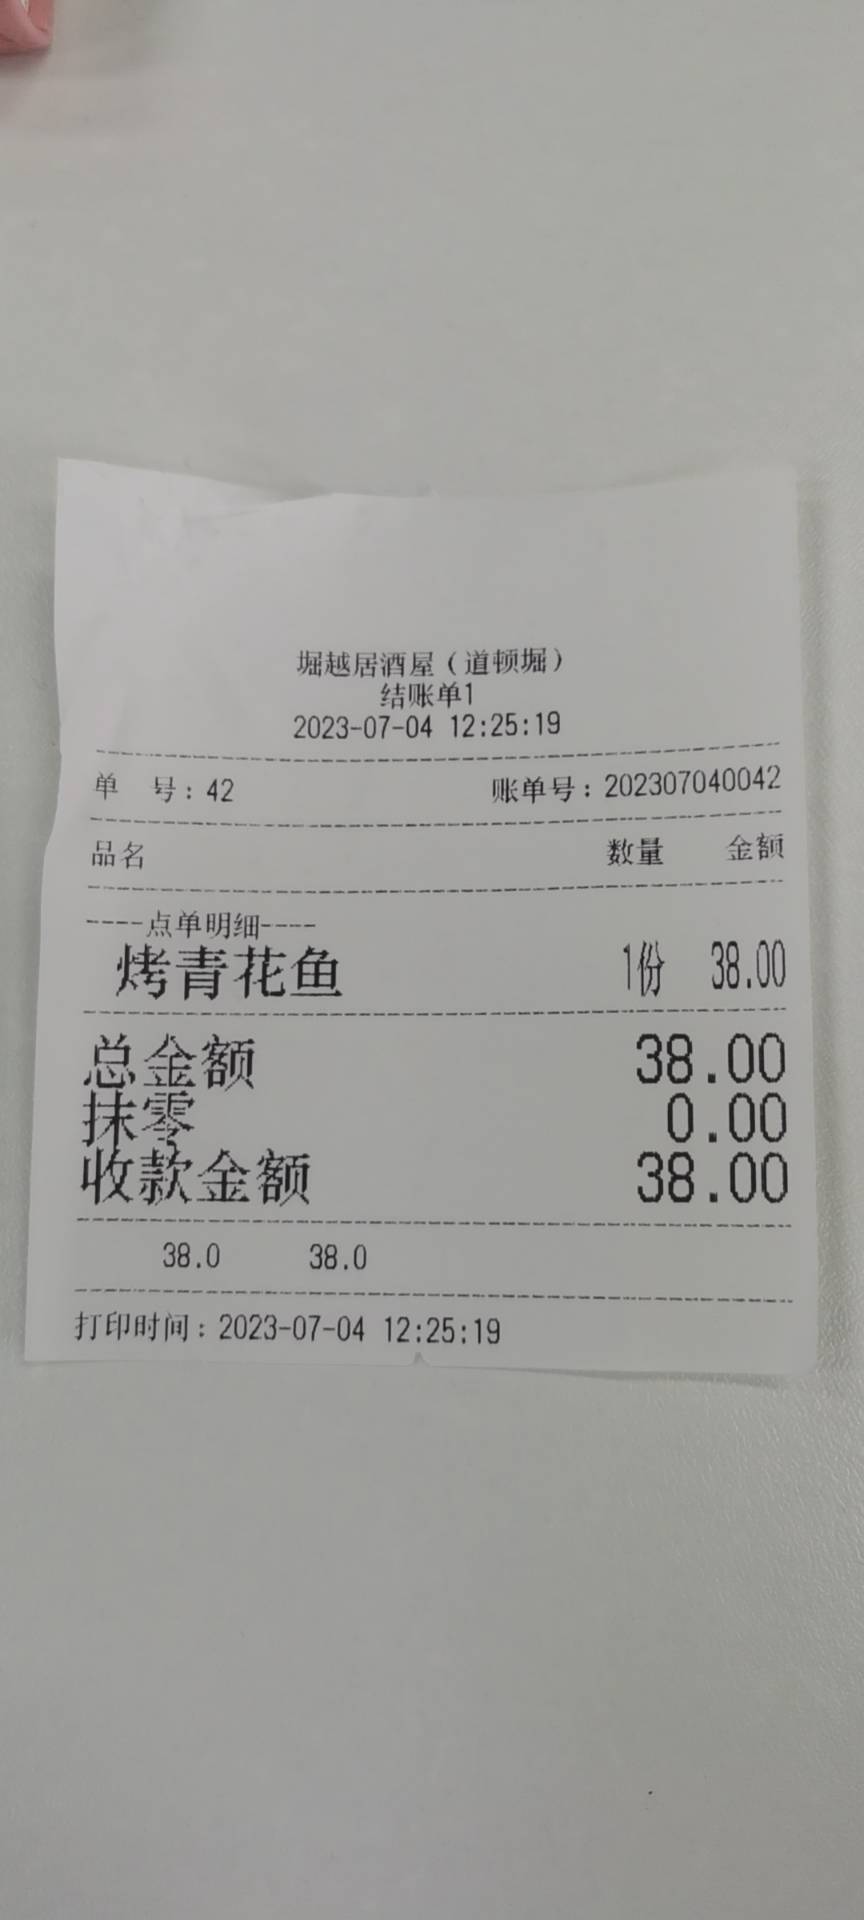 堀越居酒屋（道顿堀）
结账单1
2023-07-04 12:25:19
单 号：42 账单号：202307040042
品名 数量 金额
----点单明细----
烤青花鱼 1份 38.00
总金额 38.00
抹零 0.00
收款金额 38.00
38.0 38.0
打印时间：2023-07-04 12:25:19